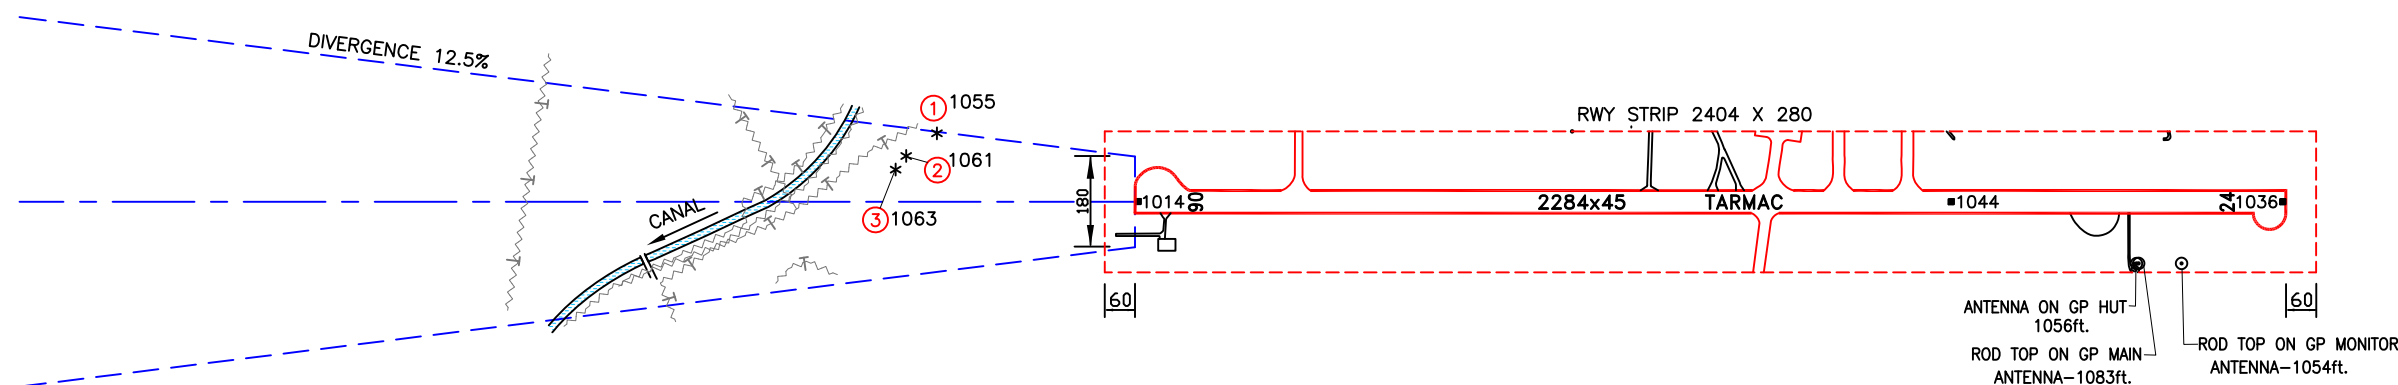 DIVERGENCE 12.5%
1 1055
2 1061
3 1063
CANAL
RWY STRIP 2404 X 280
180
1014
06
2284x45 TARMAC
1044
24
1036
60
60
ANTENNA ON GP HUT
1056ft.
ROD TOP ON GP MAIN
ANTENNA-1083ft.
ROD TOP ON GP MONITOR
ANTENNA-1054ft.